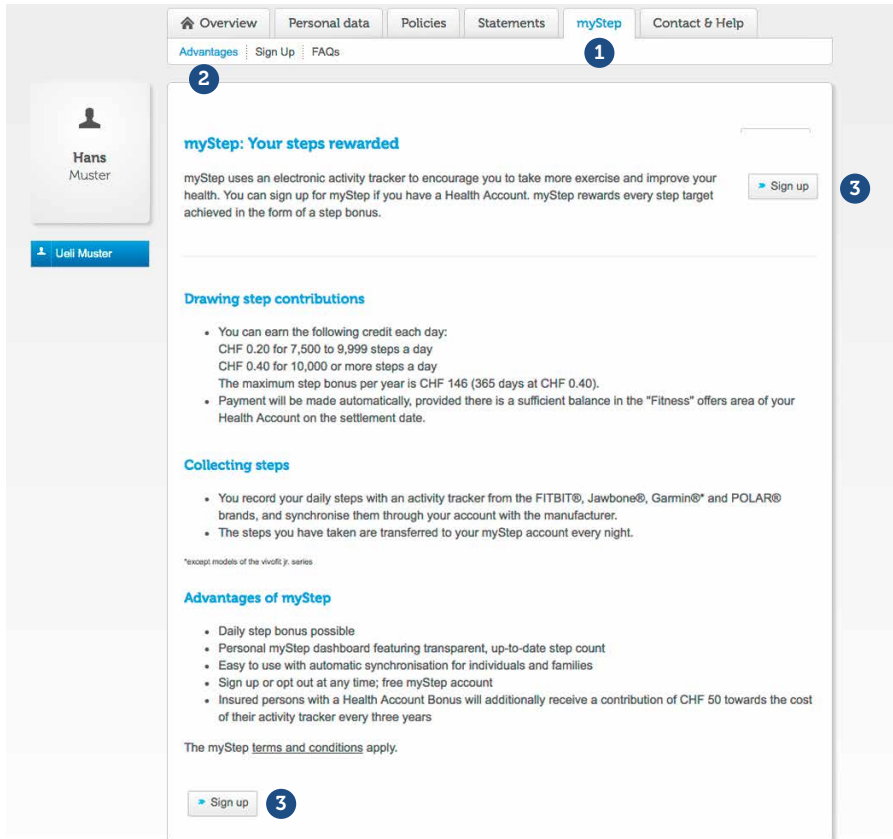 Overview Personal data Policies Statements myStep Contact & Help
Advantages Sign Up FAQs
1
2
Hans
Muster
Ueli Muster
myStep: Your steps rewarded
myStep uses an electronic activity tracker to encourage you to take more exercise and improve your
health. You can sign up for myStep if you have a Health Account. myStep rewards every step target
achieved in the form of a step bonus.
Sign up
3
Drawing step contributions
• You can earn the following credit each day:
CHF 0.20 for 7,500 to 9,999 steps a day
CHF 0.40 for 10,000 or more steps a day
The maximum step bonus per year is CHF 146 (365 days at CHF 0.40).
• Payment will be made automatically, provided there is a sufficient balance in the "Fitness" offers area of your
Health Account on the settlement date.
Collecting steps
• You record your daily steps with an activity tracker from the FITBIT®, Jawbone®, Garmin®* and POLAR®
brands, and synchronise them through your account with the manufacturer.
• The steps you have taken are transferred to your myStep account every night.
*except models of the vivofit jr. series
Advantages of myStep
• Daily step bonus possible
• Personal myStep dashboard featuring transparent, up-to-date step count
• Easy to use with automatic synchronisation for individuals and families
• Sign up or opt out at any time; free myStep account
• Insured persons with a Health Account Bonus will additionally receive a contribution of CHF 50 towards the cost
of their activity tracker every three years
The myStep terms and conditions apply.
Sign up
3